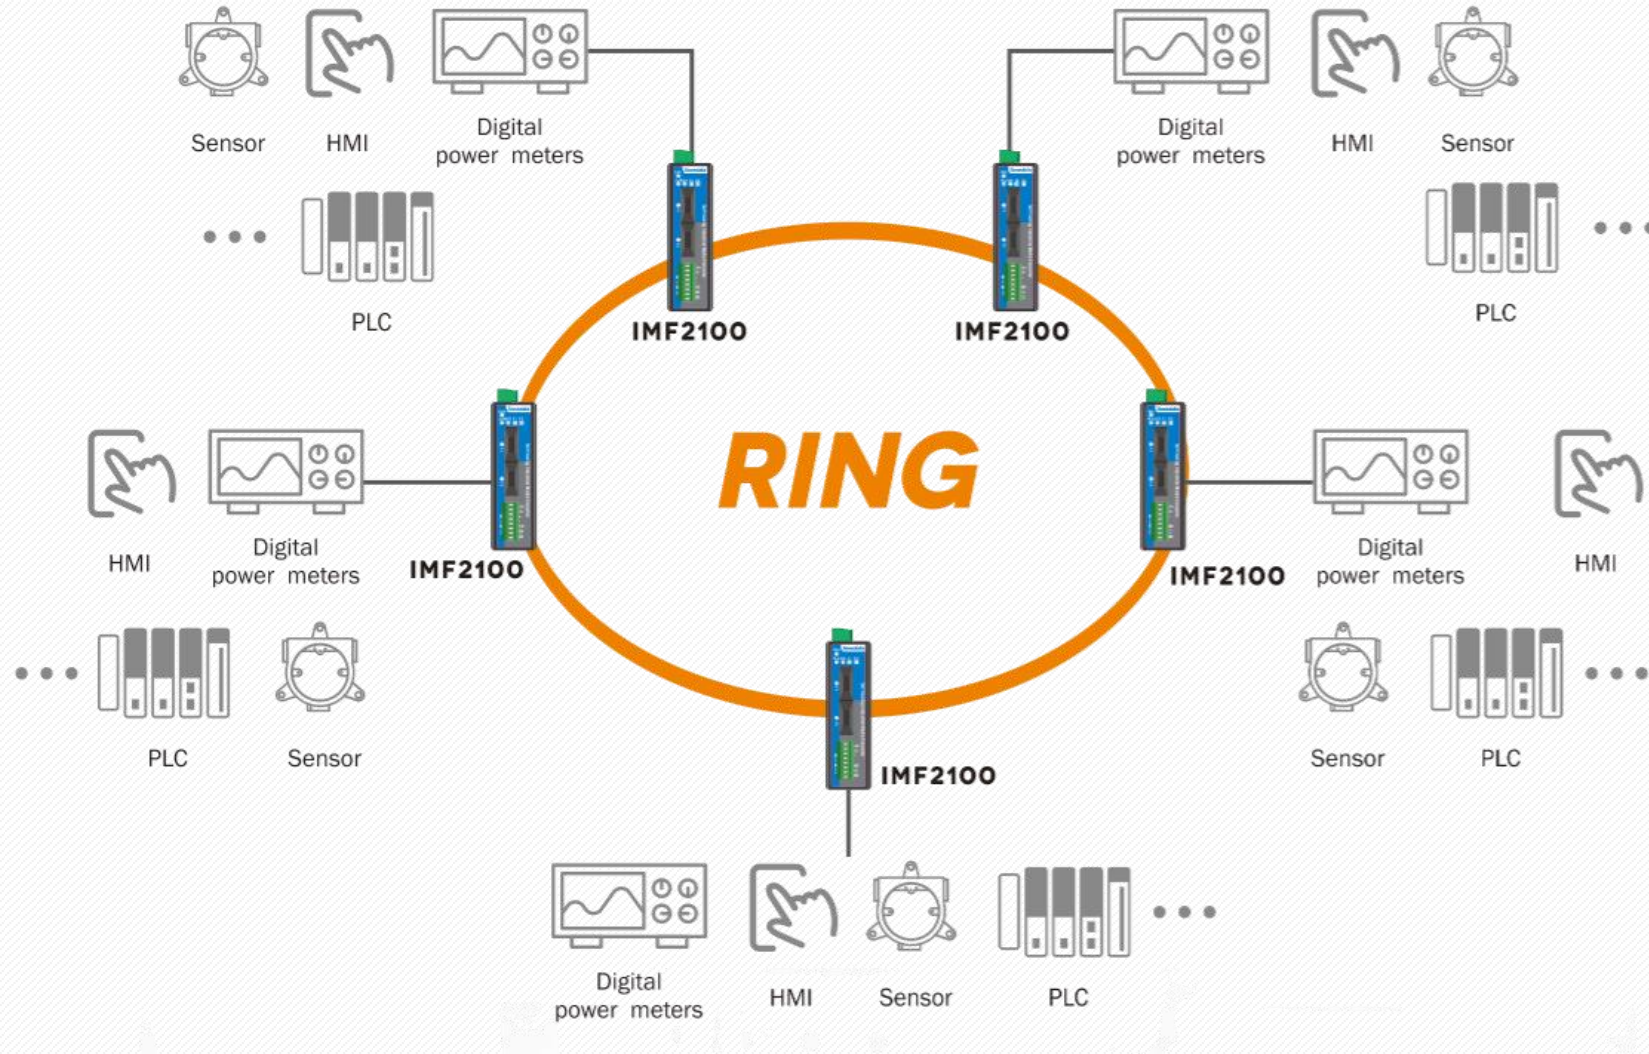 Sensor
HMI
Digital
power meters
Digital
power meters
HMI
Sensor
PLC
PLC
IMF2100
IMF2100
RING
HMI
Digital
power meters
IMF2100
IMF2100
Digital
power meters
HMI
PLC
Sensor
IMF2100
Sensor
PLC
Digital
power meters
HMI
Sensor
PLC